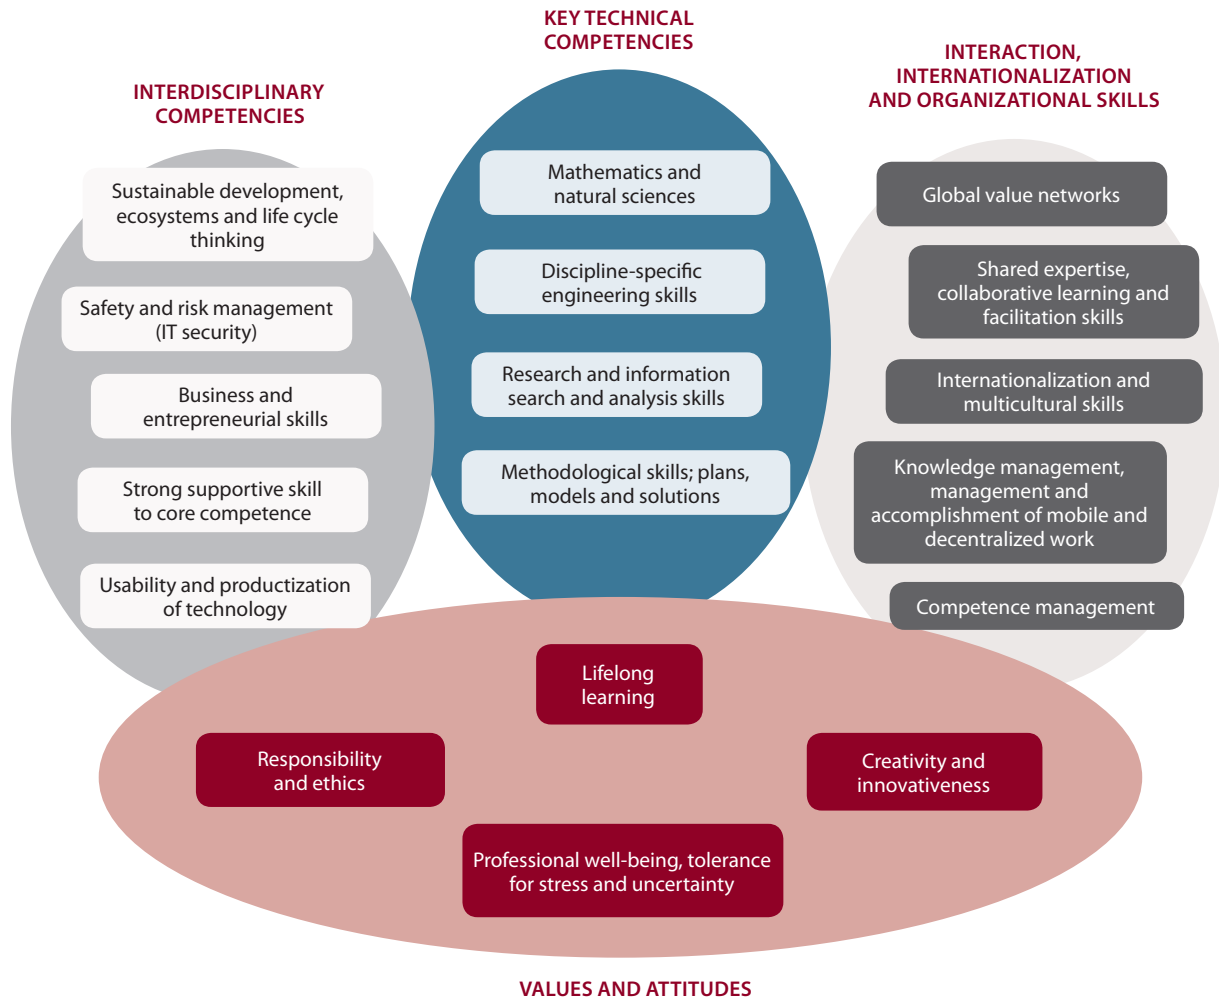 KEY TECHNICAL
COMPETENCIES
INTERDISCIPLINARY
COMPETENCIES
INTERACTION,
INTERNATIONALIZATION
AND ORGANIZATIONAL SKILLS
Sustainable development,
ecosystems and life cycle
thinking
Safety and risk management
(IT security)
Business and
entrepreneurial skills
Strong supportive skill
to core competence
Usability and productization
of technology
Mathematics and
natural sciences
Discipline-specific
engineering skills
Research and information
search and analysis skills
Methodological skills; plans,
models and solutions
Global value networks
Shared expertise,
collaborative learning and
facilitation skills
Internationalization and
multicultural skills
Knowledge management,
management and
accomplishment of mobile and
decentralized work
Competence management
Lifelong
learning
Responsibility
and ethics
Creativity and
innovativeness
Professional well-being, tolerance
for stress and uncertainty
VALUES AND ATTITUDES